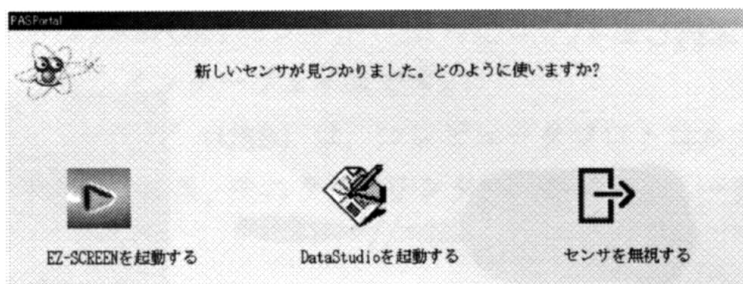 PASPortal
新しいセンサが見つかりました。どのように使いますか?
EZ-SCREENを起動する
DataStudioを起動する
センサを無視する